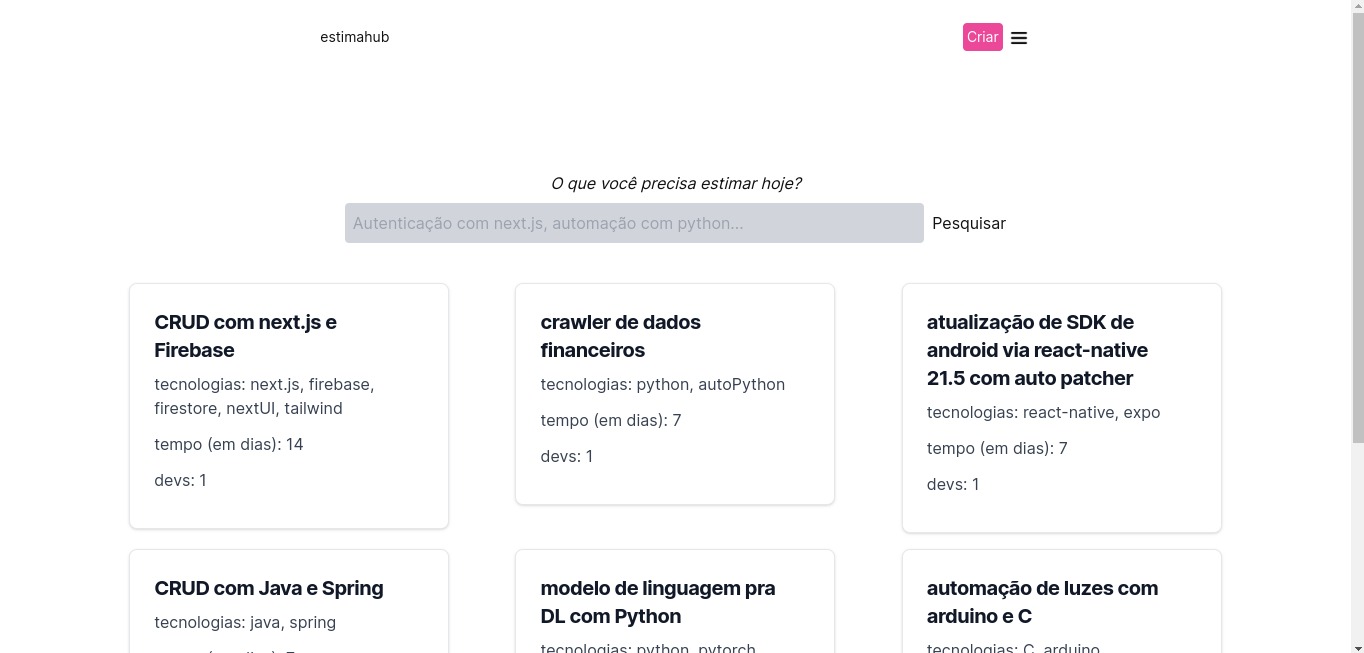 estimahub
Criar
O que você precisa estimar hoje?
Autenticação com next.js, automação com python...
Pesquisar
CRUD com next.js e
Firebase
tecnologias: next.js, firebase,
firestore, nextUI, tailwind
tempo (em dias): 14
devs: 1
crawler de dados
financeiros
tecnologias: python, autoPython
tempo (em dias): 7
devs: 1
atualização de SDK de
android via react-native
21.5 com auto patcher
tecnologias: react-native, expo
tempo (em dias): 7
devs: 1
CRUD com Java e Spring
tecnologias: java, spring
modelo de linguagem pra
DL com Python
tecnologias: python, pytorch
automação de luzes com
arduino e C
tecnologias: C, arduino